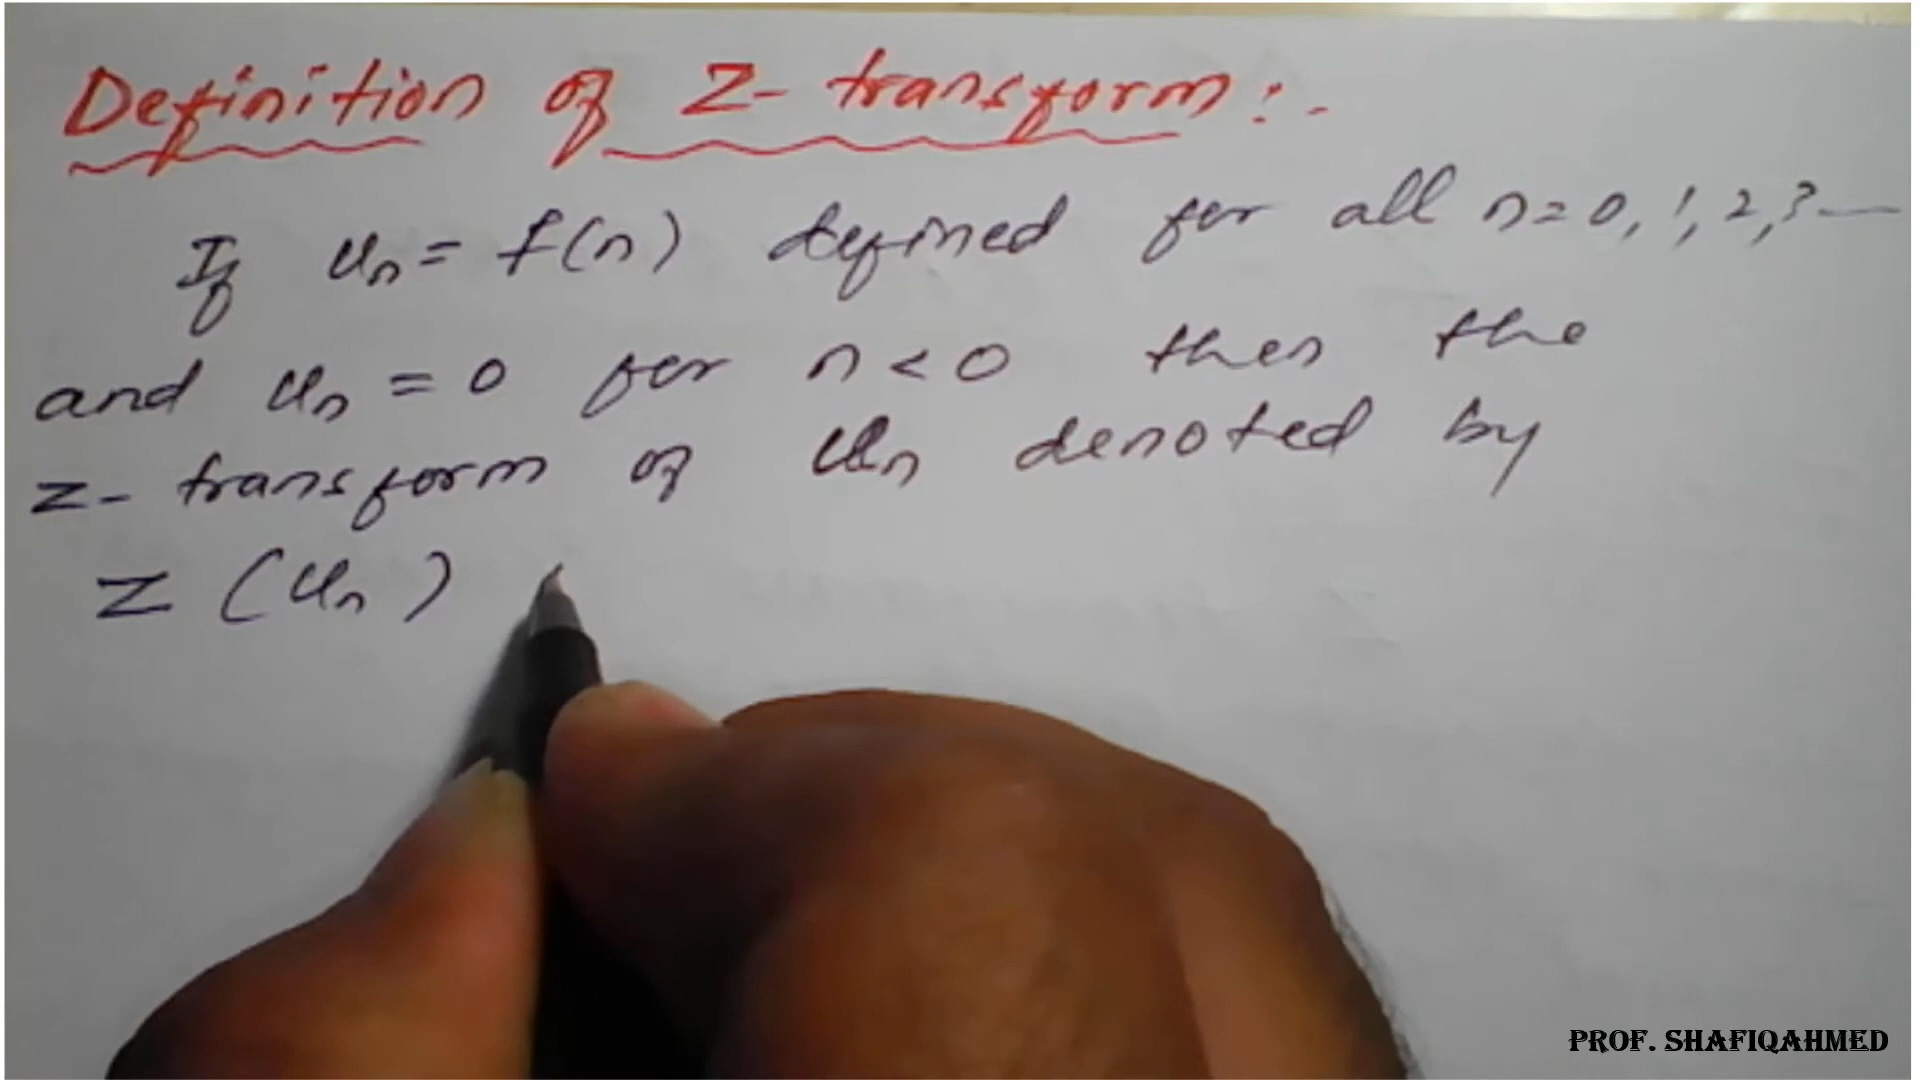 Definition of Z-transform:-
If Un = f(n) defined for all n=0,1,2,3—
and Un = 0 for n<0 then the
Z-transform of Un denoted by
Z (Un)
PROF. SHAFIQAHMED